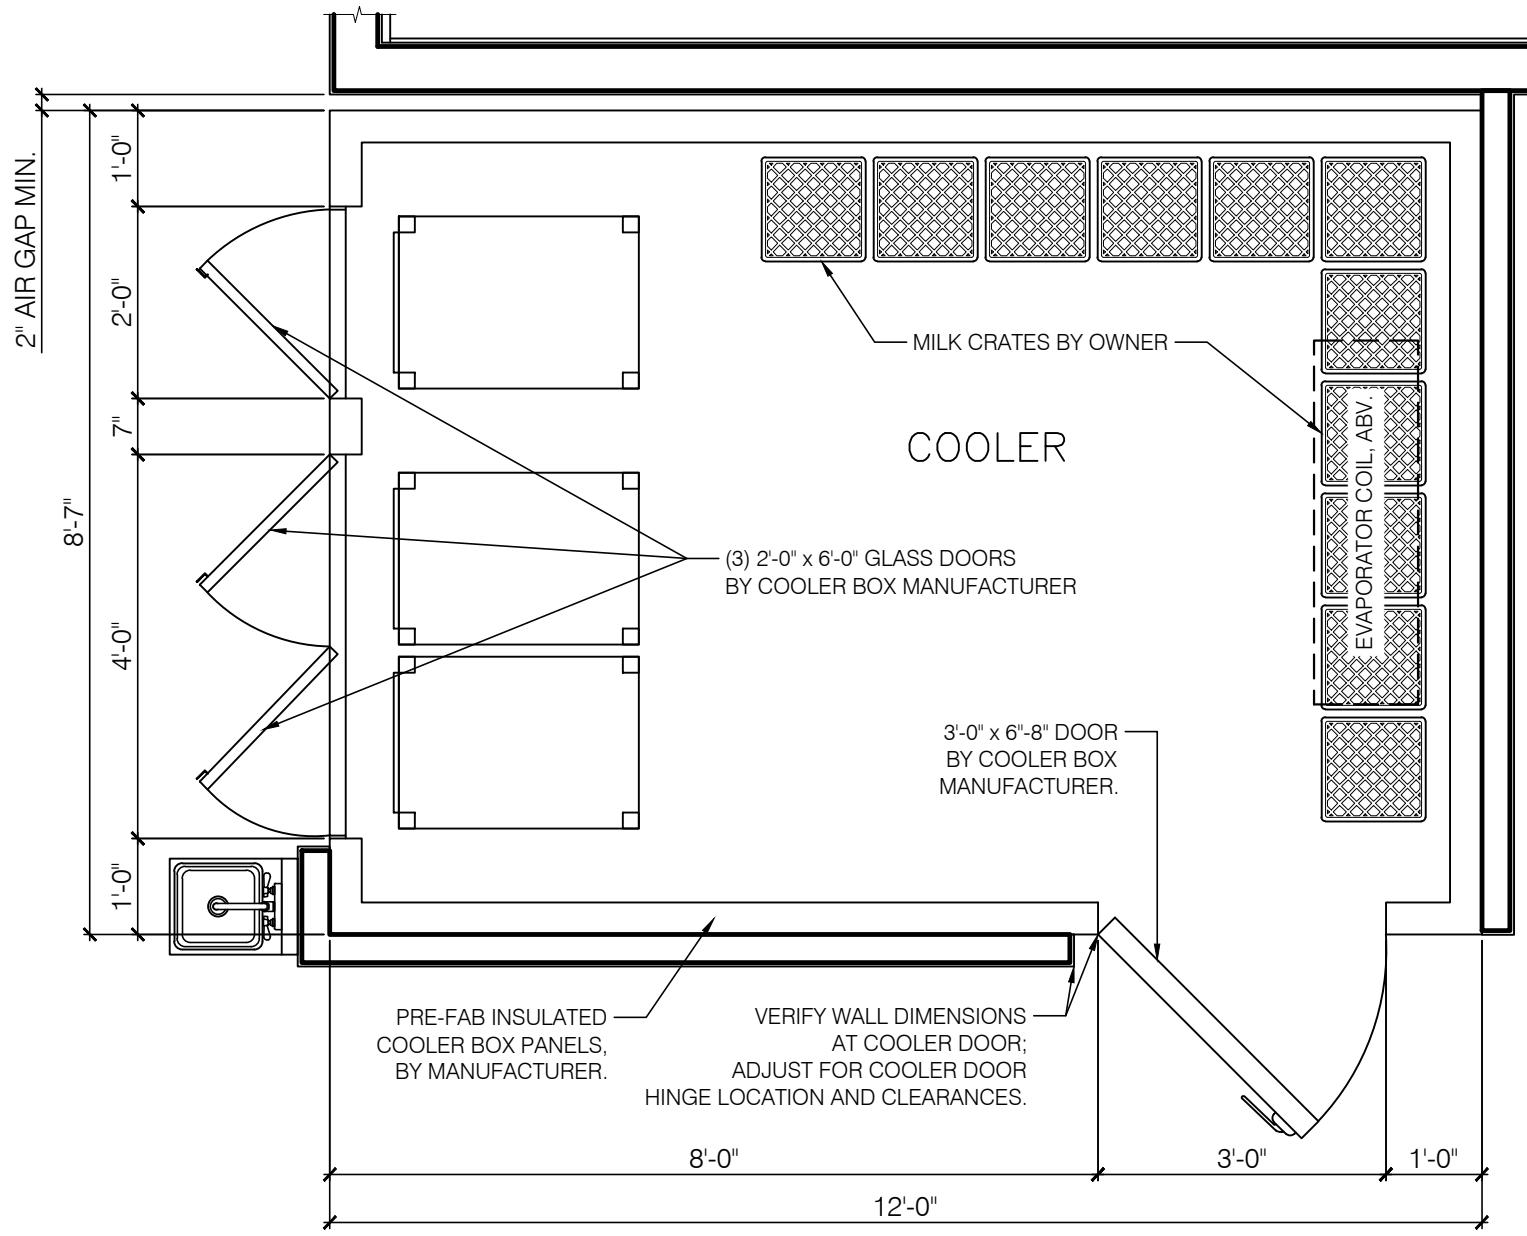 2" AIR GAP MIN.
1'-0"
2'-0"
7"
8'-7"
4'-0"
1'-0"
MILK CRATES BY OWNER
COOLER
EVAPORATOR COIL, ABV.
(3) 2'-0" x 6'-0" GLASS DOORS
BY COOLER BOX MANUFACTURER
3'-0" x 6"-8" DOOR
BY COOLER BOX
MANUFACTURER.
PRE-FAB INSULATED
COOLER BOX PANELS,
BY MANUFACTURER.
VERIFY WALL DIMENSIONS
AT COOLER DOOR;
ADJUST FOR COOLER DOOR
HINGE LOCATION AND CLEARANCES.
8'-0"
3'-0"
1'-0"
12'-0"